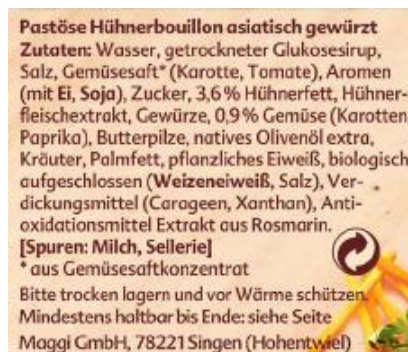 Pastöse Hühnerbouillon asiatisch gewürzt
Zutaten: Wasser, getrockneter Glukosesirup,
Salz, Gemüsesaft* (Karotte, Tomate), Aromen
(mit Ei, Soja), Zucker, 3,6% Hühnerfett, Hühner-
fleischextrakt, Gewürze, 0,9% Gemüse (Karotten,
Paprika), Butterpilze, natives Olivenöl extra,
Kräuter, Palmfett, pflanzliches Eiweiß, biologisch
aufgeschlossen (Weizeneiweiß, Salz), Ver-
dickungsmittel (Carageen, Xanthan), Anti-
oxidationsmittel Extrakt aus Rosmarin.
[Spuren: Milch, Sellerie]
* aus Gemüsesaftkonzentrat
Bitte trocken lagern und vor Wärme schützen.
Mindestens haltbar bis Ende: siehe Seite
Maggi GmbH, 78221 Singen (Hohentwiel)